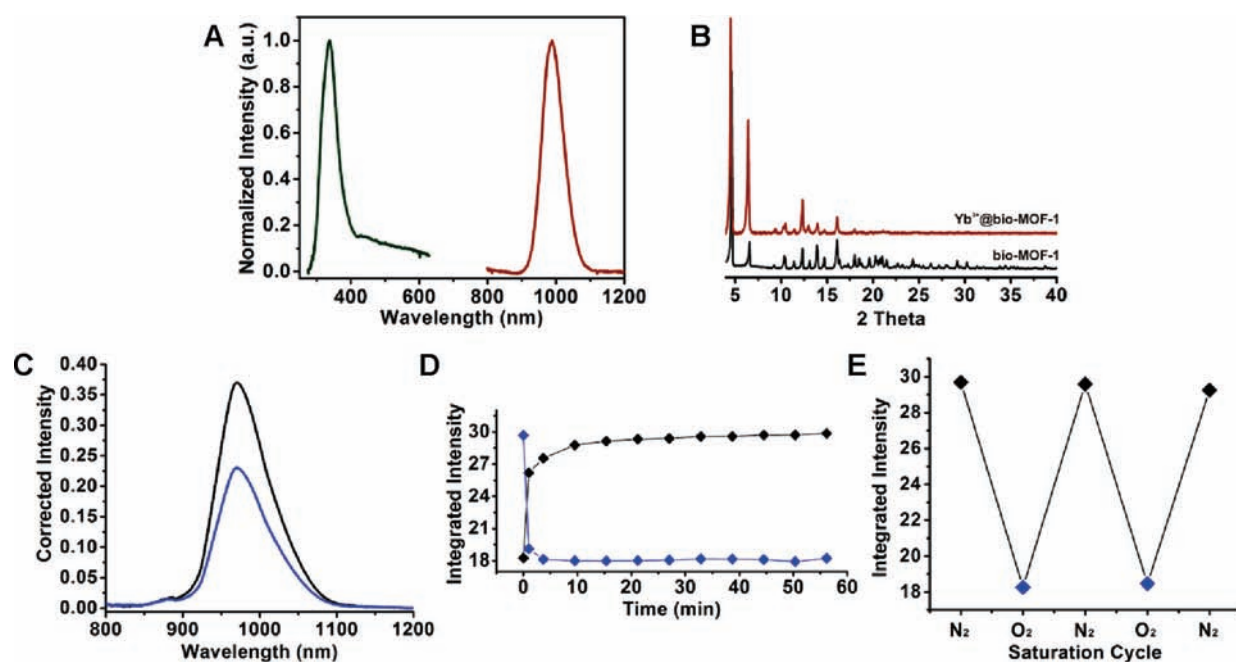 A
Normalized Intensity (a.u.)
1.0
0.8
0.6
0.4
0.2
0.0
400 600 800 1000 1200
Wavelength (nm)
B
Yb³⁺@bio-MOF-1
bio-MOF-1
5 10 15 20 25 30 35 40
2 Theta
C
Corrected Intensity
0.40
0.35
0.30
0.25
0.20
0.15
0.10
0.05
0.00
800 900 1000 1100 1200
Wavelength (nm)
D
Integrated Intensity
30
27
24
21
18
0 10 20 30 40 50 60
Time (min)
E
Integrated Intensity
30
28
26
24
22
20
18
N₂ O₂ N₂ O₂ N₂
Saturation Cycle